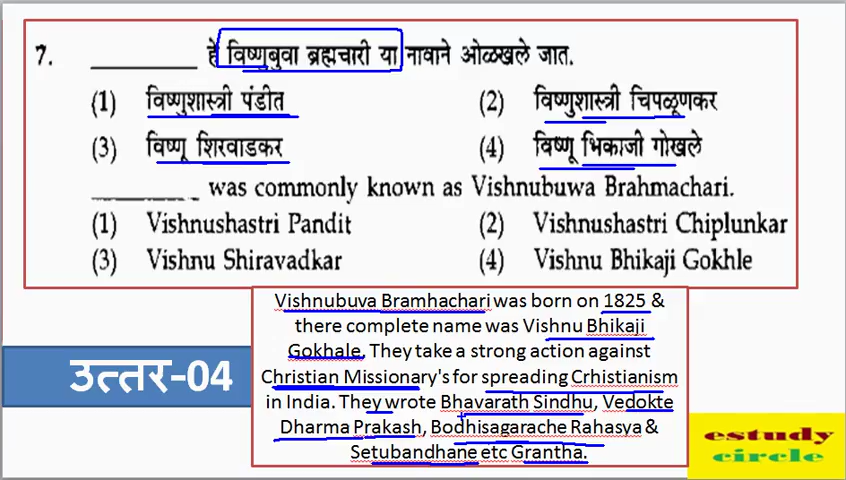 7. ________ हे विष्णुबुवा ब्रह्मचारी या नावाने ओळखले जात.
(1) विष्णुशास्त्री पंडीत (2) विष्णुशास्त्री चिपळूणकर
(3) विष्णू शिरवाडकर (4) विष्णू भिकाजी गोखले
________ was commonly known as Vishnubuwa Brahmachari.
(1) Vishnushastri Pandit (2) Vishnushastri Chiplunkar
(3) Vishnu Shiravadkar (4) Vishnu Bhikaji Gokhle
Vishnubuva Bramhachari was born on 1825 &
there complete name was Vishnu Bhikaji
Gokhale. They take a strong action against
Christian Missionary's for spreading Crhistianism
in India. They wrote Bhavarath Sindhu, Vedokte
Dharma Prakash, Bodhisagarache Rahasya &
Setubandhane etc Grantha.
उत्तर-04
estudy
circle